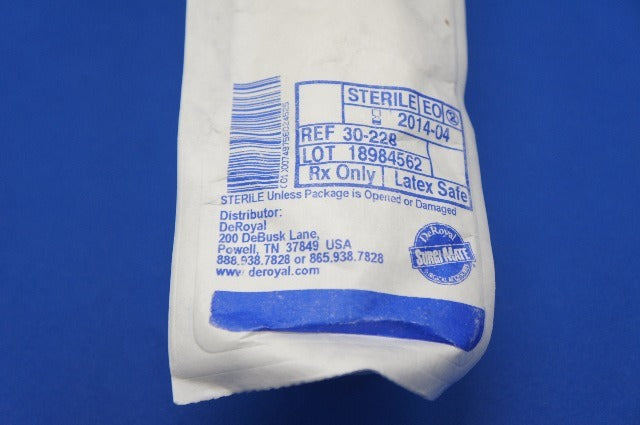 STERILE EO 2
2014-04
REF 30-228
LOT 18984562
Rx Only Latex Safe
STERILE Unless Package is Opened or Damaged
Distributor:
DeRoyal
200 DeBusk Lane,
Powell, TN 37849 USA
888.938.7828 or 865.938.7828
www.deroyal.com
DeRoyal
SURGI MATE